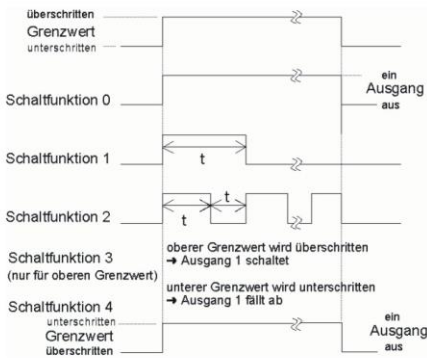 überschritten
Grenzwert
unterschritten
ein
Ausgang
aus
Schaltfunktion 0
Schaltfunktion 1
t
Schaltfunktion 2
t
t
Schaltfunktion 3
(nur für oberen Grenzwert)
oberer Grenzwert wird überschritten
➔ Ausgang 1 schaltet
unterer Grenzwert wird unterschritten
➔ Ausgang 1 fällt ab
Schaltfunktion 4
unterschritten
Grenzwert
überschritten
ein
Ausgang
aus